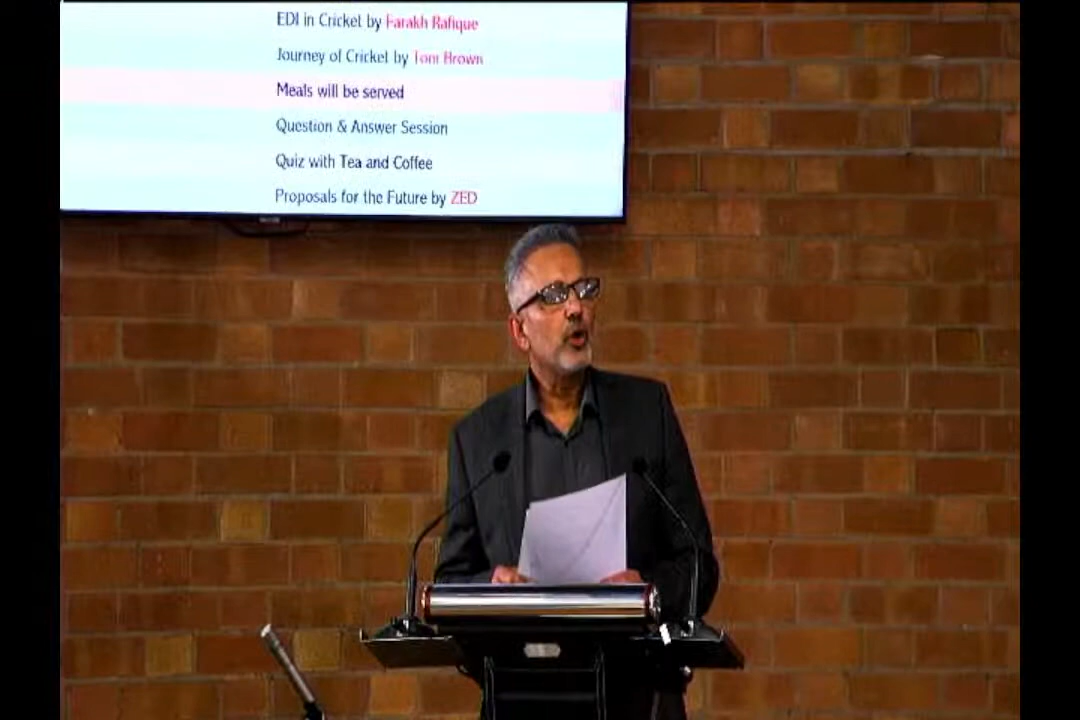 EDI in Cricket by Farakh Rafique
Journey of Cricket by Tom Brown
Meals will be served
Question & Answer Session
Quiz with Tea and Coffee
Proposals for the Future by ZED